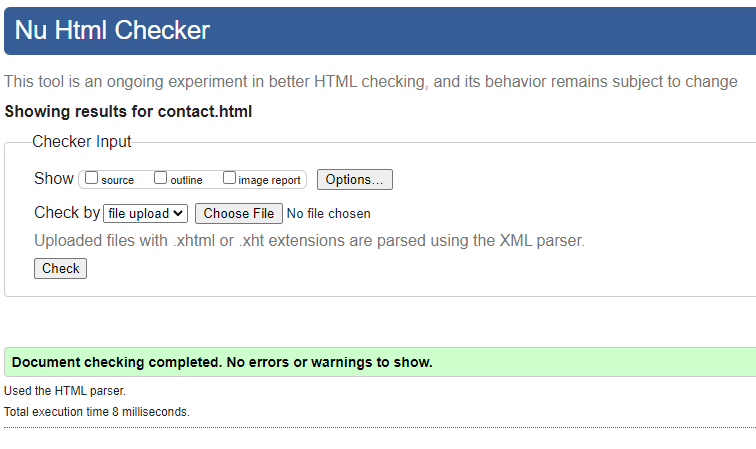 Nu Html Checker
This tool is an ongoing experiment in better HTML checking, and its behavior remains subject to change
Showing results for contact.html
Checker Input
Show source outline image report Options...
Check by file upload Choose File No file chosen
Uploaded files with .xhtml or .xht extensions are parsed using the XML parser.
Check
Document checking completed. No errors or warnings to show.
Used the HTML parser.
Total execution time 8 milliseconds.